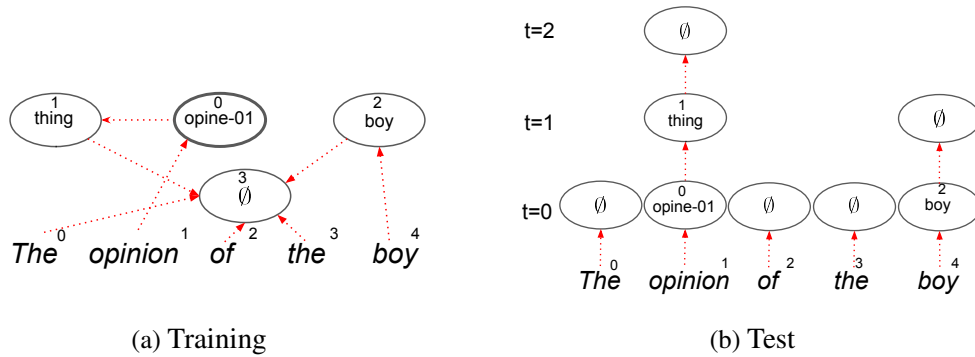 1
thing
0
opine-01
2
boy
3
∅
The 0 opinion 1 of 2 the 3 boy 4
(a) Training
t=2
∅
t=1
1
thing
∅
t=0
∅
0
opine-01
∅
∅
2
boy
The 0 opinion 1 of 2 the 3 boy 4
(b) Test